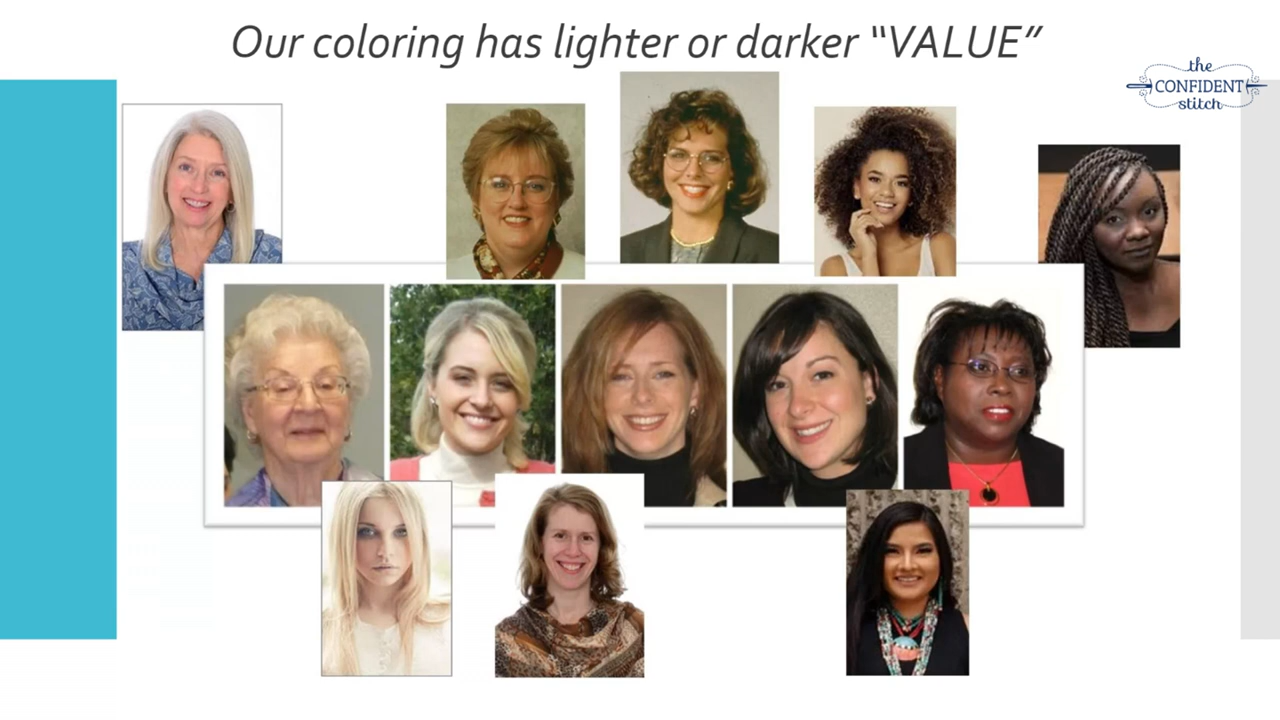 Our coloring has lighter or darker “VALUE”
the
CONFIDENT
stitch